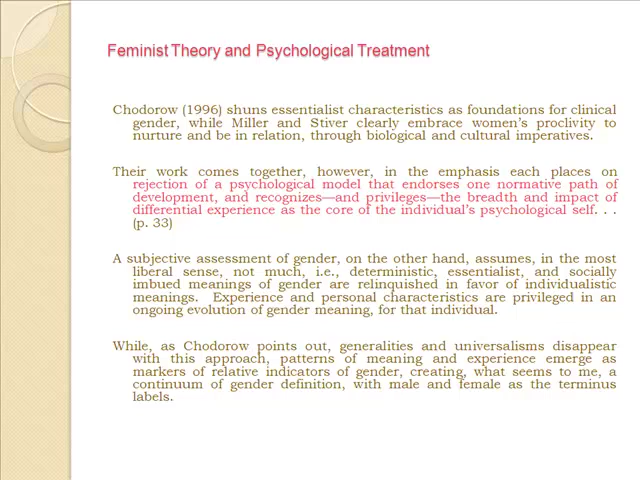 Feminist Theory and Psychological Treatment
Chodorow (1996) shuns essentialist characteristics as foundations for clinical
gender, while Miller and Stiver clearly embrace women's proclivity to
nurture and be in relation, through biological and cultural imperatives.
Their work comes together, however, in the emphasis each places on
rejection of a psychological model that endorses one normative path of
development, and recognizes—and privileges—the breadth and impact of
differential experience as the core of the individual's psychological self. . .
(p. 33)
A subjective assessment of gender, on the other hand, assumes, in the most
liberal sense, not much, i.e., deterministic, essentialist, and socially
imbued meanings of gender are relinquished in favor of individualistic
meanings. Experience and personal characteristics are privileged in an
ongoing evolution of gender meaning, for that individual.
While, as Chodorow points out, generalities and universalisms disappear
with this approach, patterns of meaning and experience emerge as
markers of relative indicators of gender, creating, what seems to me, a
continuum of gender definition, with male and female as the terminus
labels.